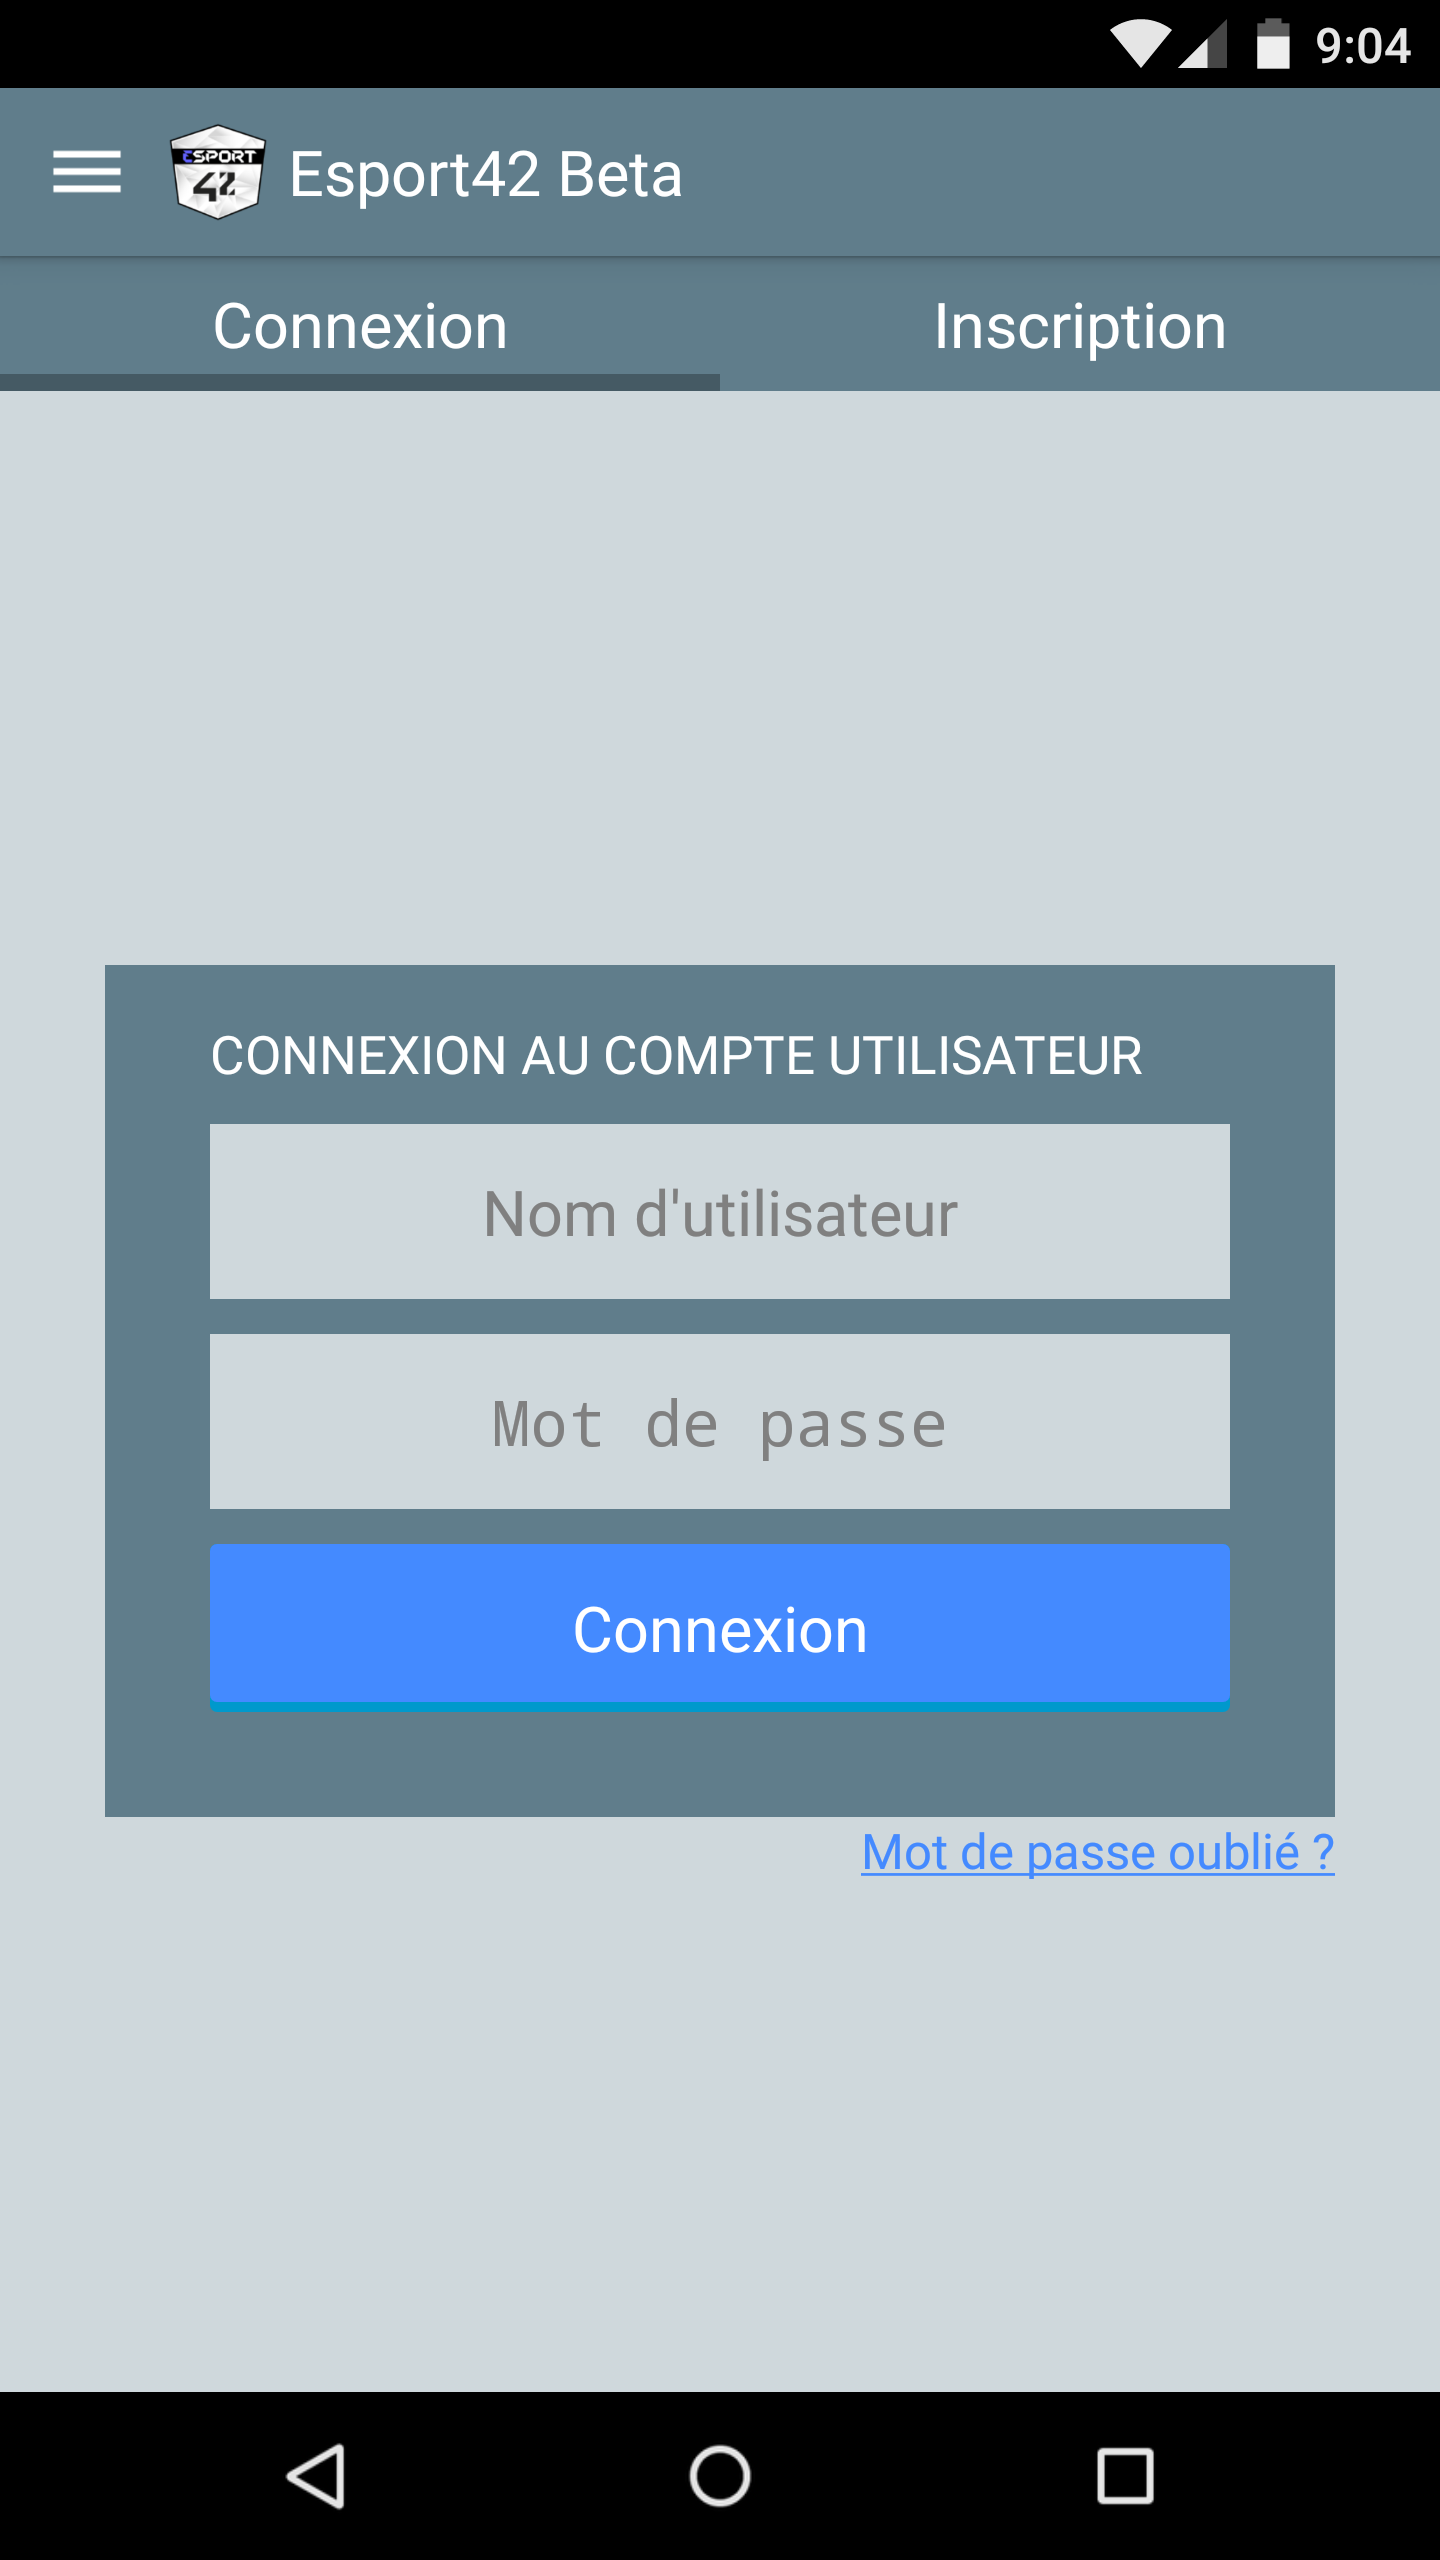 9:04
ESPORT
42
Esport42 Beta
Connexion
Inscription
CONNEXION AU COMPTE UTILISATEUR
Nom d'utilisateur
Mot de passe
Connexion
Mot de passe oublié ?